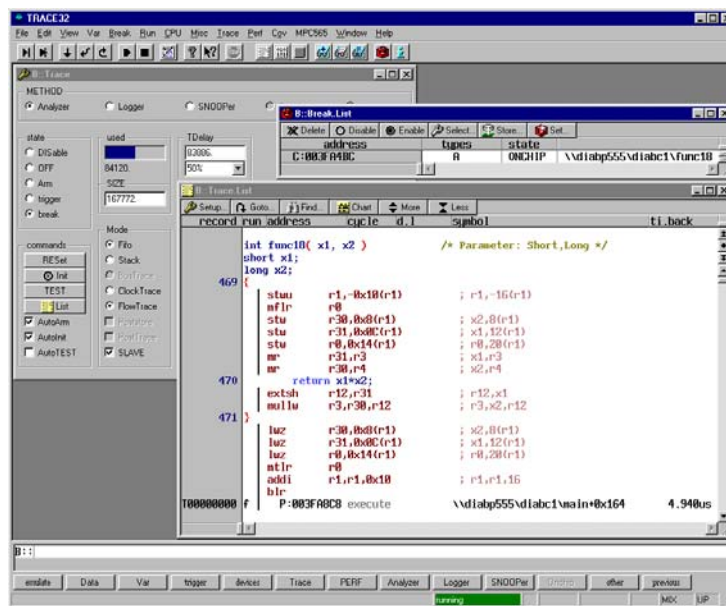 TRACE32
File Edit View Var Break Run CPU Misc Trace Perf Cov MPC565 Window Help
B::Trace
METHOD
Analyzer Logger SNOOPer
state used TDelay
DISable 83886.
OFF 84120. 50%
Arm SIZE
trigger 167772.
break
Mode
commands Fifo
RESet Stack
Init BusTrace
TEST ClockTrace
List FlowTrace
AutoArm
AutoInit
AutoTEST SLAVE
B::Break.List
Delete Disable Enable Select... Store... Set...
address types state
C:003FA4BC A ONCHIP \\diabp555\diabc1\func18
B::Trace.List
Setup... Goto... Find... Chart More Less
record run address cycle d.l symbol ti.back
int func18( x1, x2 ) /* Parameter: Short,Long */
short x1;
long x2;
469 {
stwu r1,-0x10(r1) ; r1,-16(r1)
mflr r0
stw r30,0x8(r1) ; x2,8(r1)
stw r31,0x0C(r1) ; x1,12(r1)
stw r0,0x14(r1) ; r0,20(r1)
mr r31,r3 ; x1,r3
mr r30,r4 ; x2,r4
470 return x1*x2;
extsh r12,r31 ; r12,x1
mullw r3,r30,r12 ; r3,x2,r12
471 }
lwz r30,0x8(r1) ; x2,8(r1)
lwz r31,0x0C(r1) ; x1,12(r1)
lwz r0,0x14(r1) ; r0,20(r1)
mtlr r0
addi r1,r1,0x10 ; r1,r1,16
blr
T00000000 f P:003FA8C8 execute \\diabp555\diabc1\main+0x164 4.940us
B::
emulate Data Var trigger devices Trace PERF Analyzer Logger SNOOPer other previous
running MIX UP